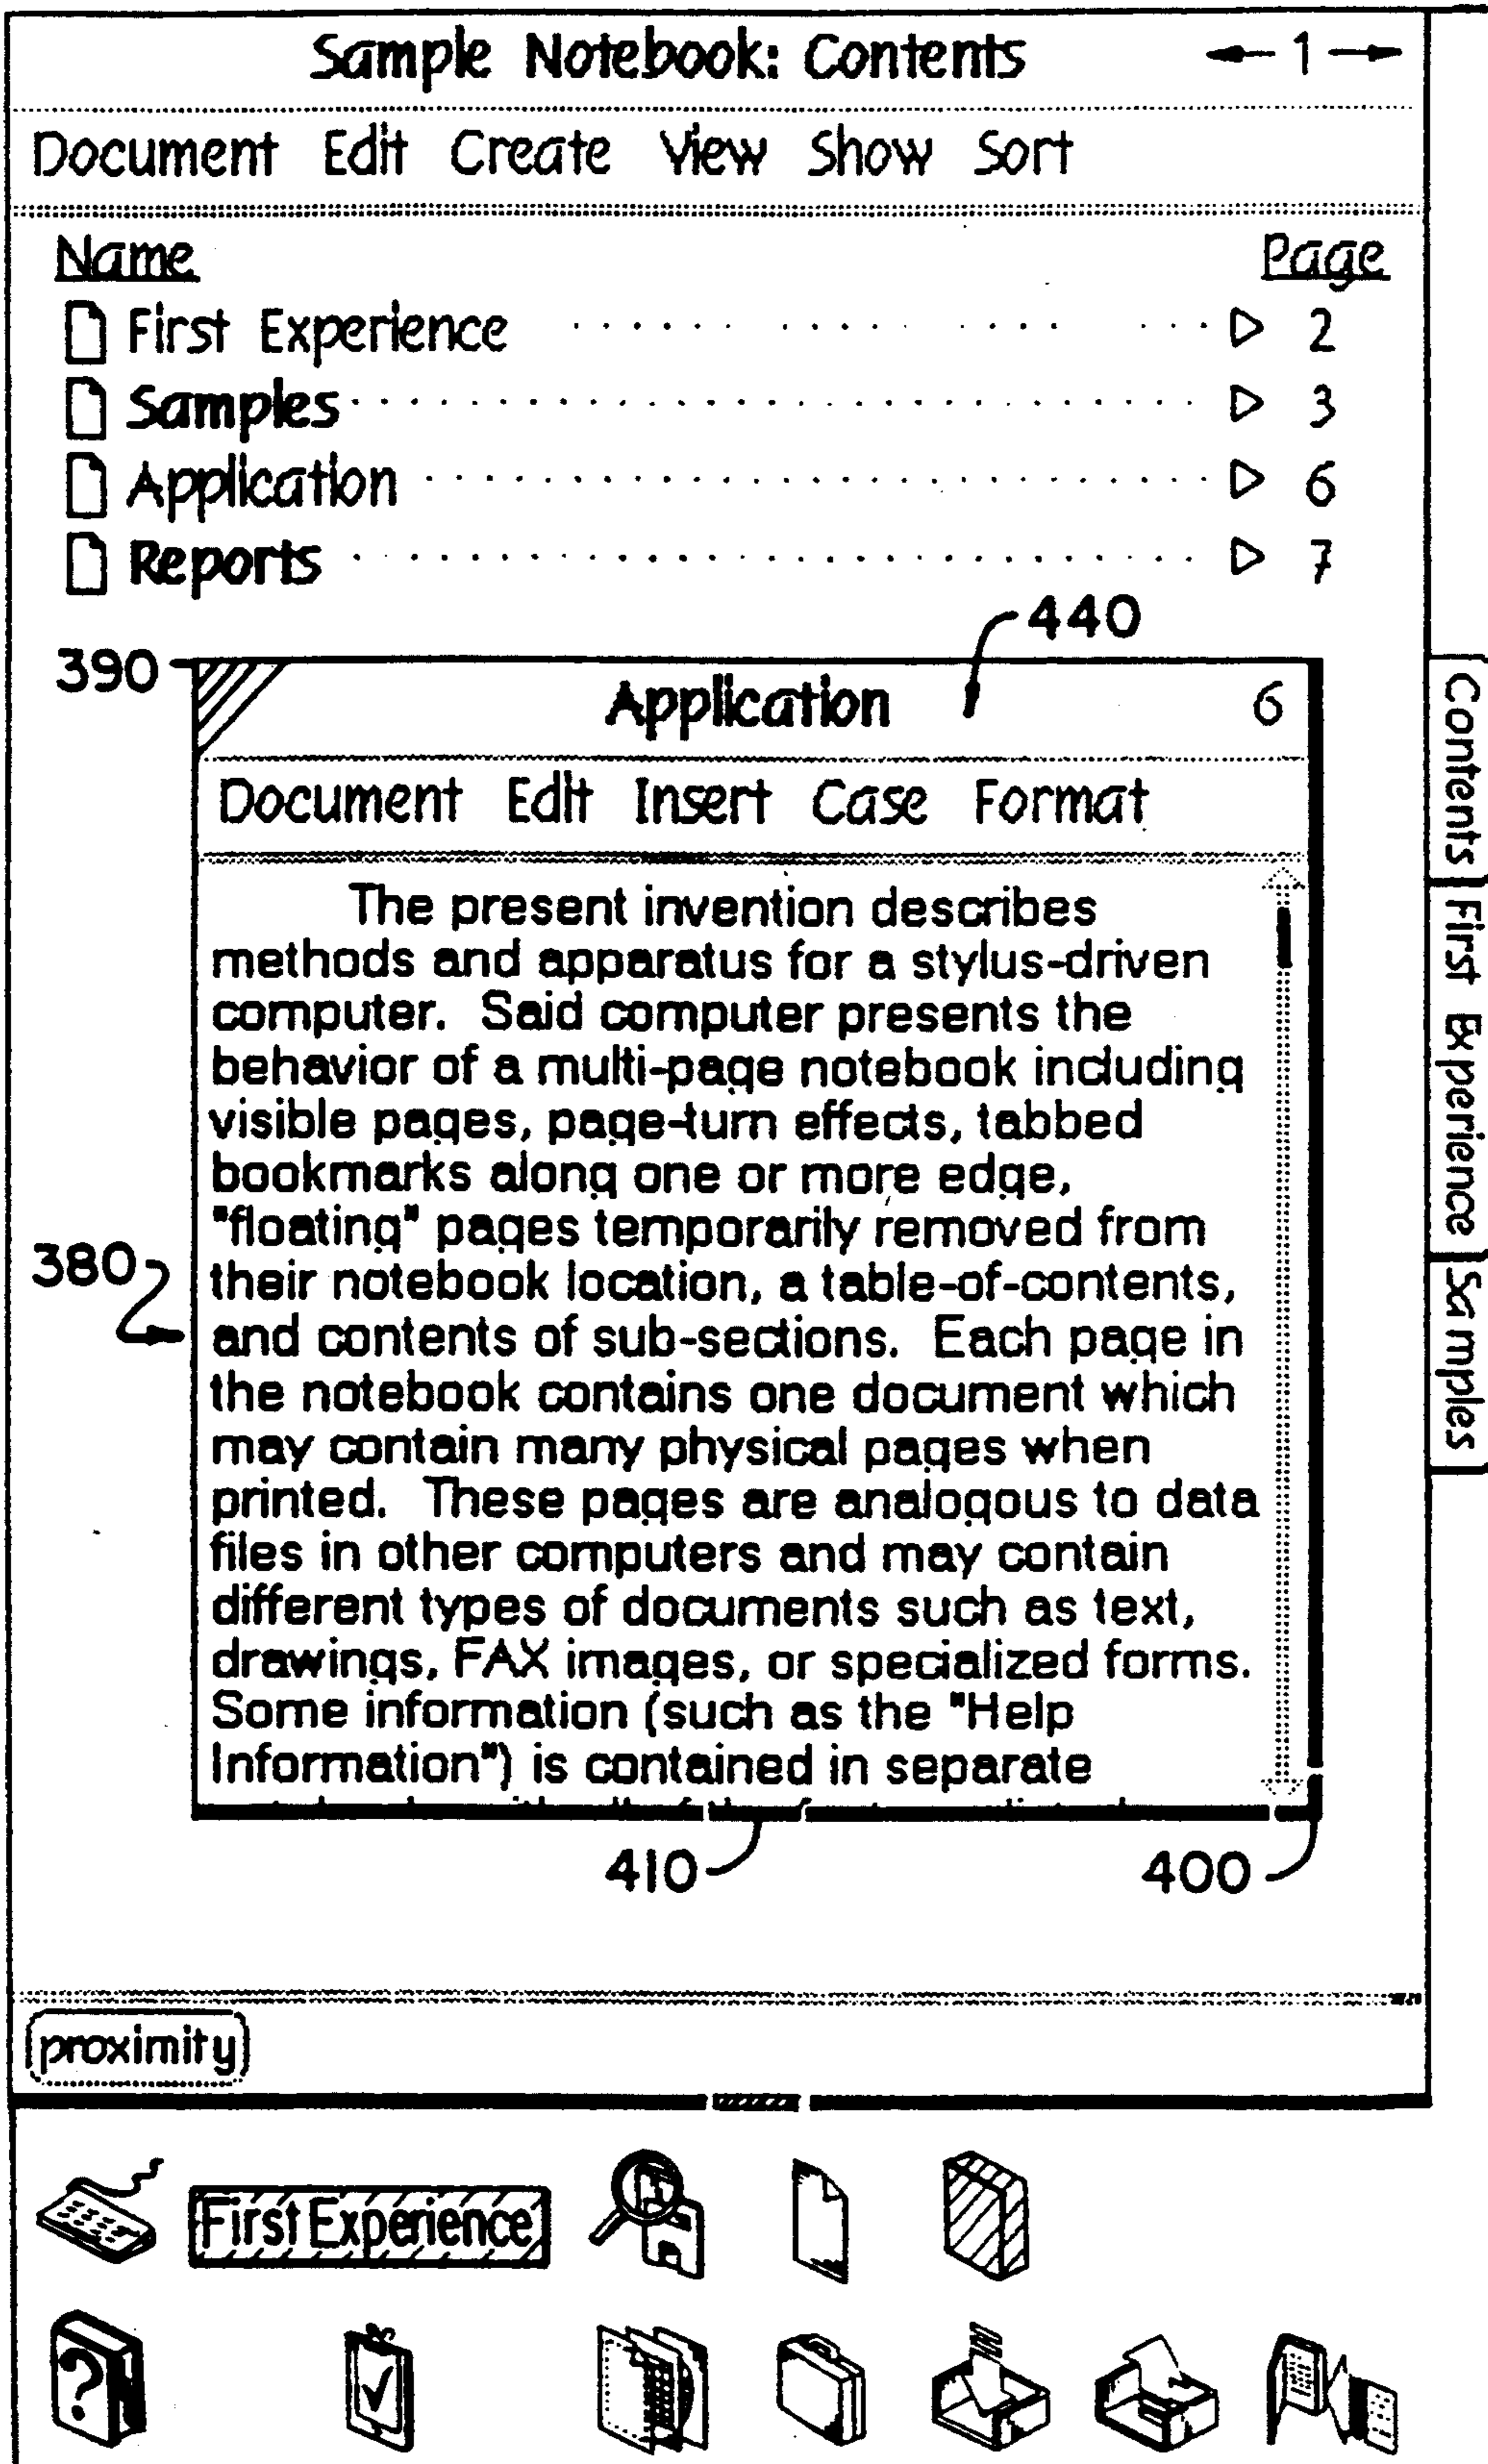 Sample Notebook: Contents ← 1 →
Document Edit Create View Show Sort
Name Page
First Experience 2
Samples 3
Application 6
Reports 7
440
390
Application 6
Document Edit Insert Case Format
The present invention describes
methods and apparatus for a stylus-driven
computer. Said computer presents the
behavior of a multi-page notebook including
visible pages, page-turn effects, tabbed
bookmarks along one or more edge,
"floating" pages temporarily removed from
their notebook location, a table-of-contents,
and contents of sub-sections. Each page in
the notebook contains one document which
may contain many physical pages when
printed. These pages are analogous to data
files in other computers and may contain
different types of documents such as text,
drawings, FAX images, or specialized forms.
Some information (such as the "Help
Information") is contained in separate
380
410
400
Contents
First Experience
Samples
proximity
First Experience
?